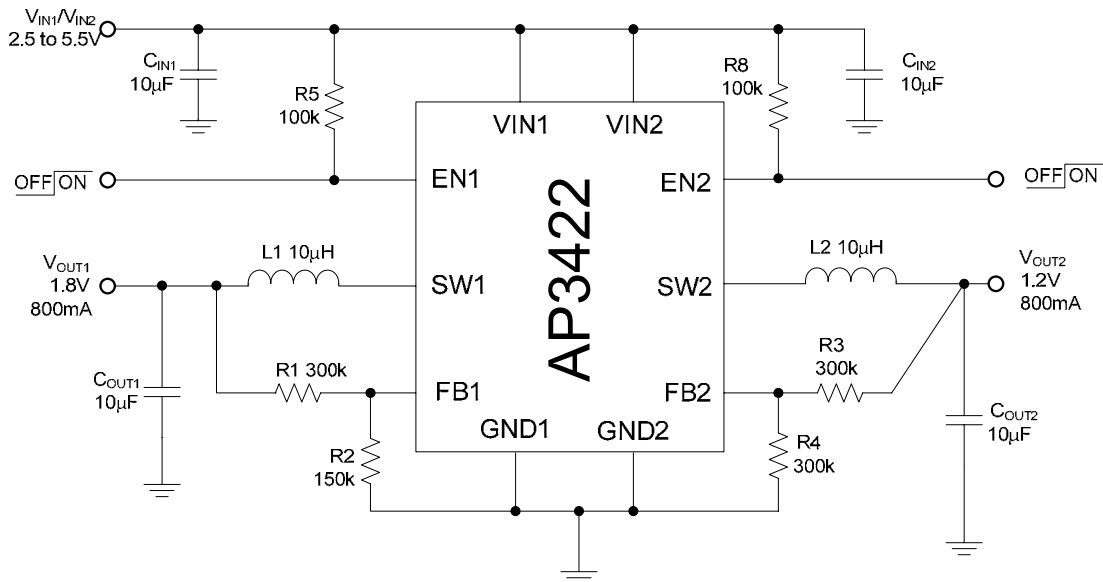 VIN1/VIN2
2.5 to 5.5V
CIN1
10µF
R5
100k
R8
100k
CIN2
10µF
VIN1
VIN2
OFF ON
EN1
EN2
OFF ON
AP3422
L1 10µH
L2 10µH
VOUT1
1.8V
800mA
SW1
SW2
VOUT2
1.2V
800mA
R1 300k
FB1
FB2
R3
300k
COUT1
10µF
COUT2
10µF
GND1
GND2
R2
150k
R4
300k